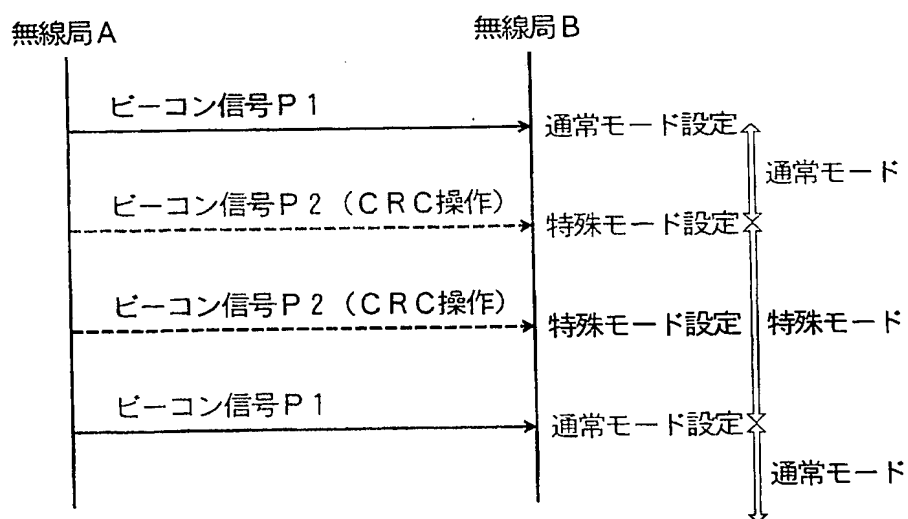 無線局A
無線局B
ビーコン信号P1
通常モード設定
通常モード
ビーコン信号P2(CRC操作)
特殊モード設定
ビーコン信号P2(CRC操作)
特殊モード設定
特殊モード
ビーコン信号P1
通常モード設定
通常モード